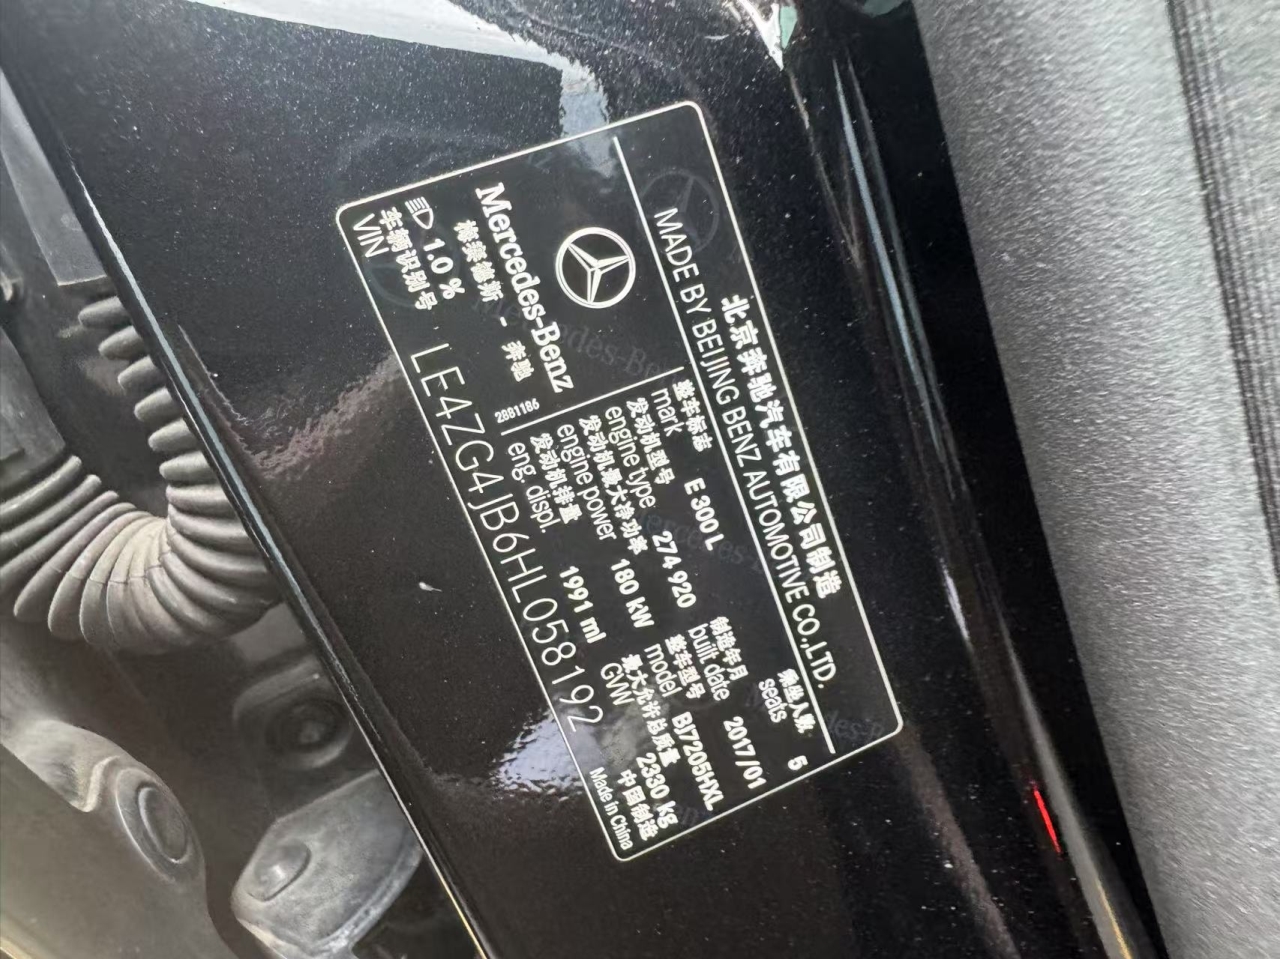 北京奔驰汽车有限公司制造
MADE BY BEIJING BENZ AUTOMOTIVE CO.,LTD.
乘坐人数 5
seats
Mercedes-Benz
梅赛德斯 - 奔驰
2881186
1.0 %
整车标志 E 300 L
mark
发动机型号 274 920
engine type
发动机最大净功率 180 kW
engine power
发动机排量 1991 ml
eng. displ.
制造年月 2017/01
built date
整车型号 BJ7205HXL
model
最大允许总质量 2330 kg
GVW
车辆识别号 LE4ZG4JB6HL058192
VIN
中国制造
Made in China